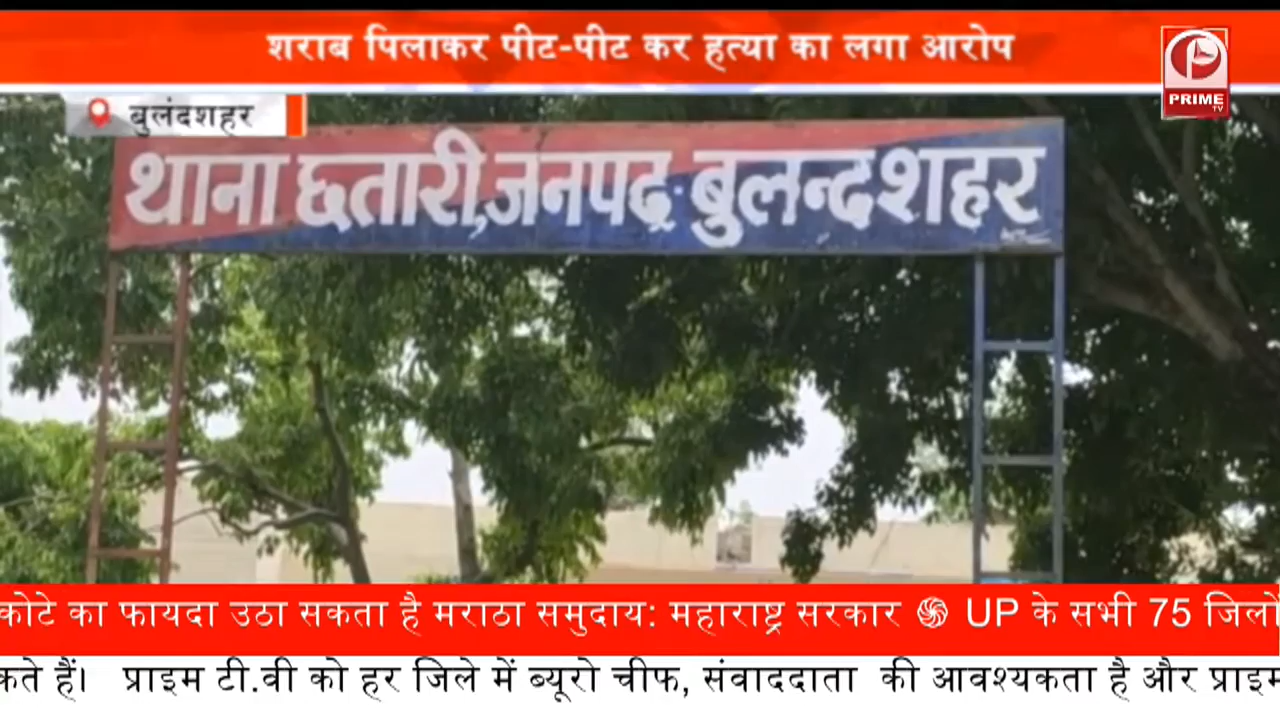 शराब पिलाकर पीट-पीट कर हत्या का लगा आरोप
PRIME
TV
बुलंदशहर
थाना छतारी, जनपद बुलन्दशहर
कोटे का फायदा उठा सकता है मराठा समुदाय: महाराष्ट्र सरकार UP के सभी 75 जिलों
कते हैं। प्राइम टी.वी को हर जिले में ब्यूरो चीफ, संवाददाता की आवश्यकता है और प्राइम